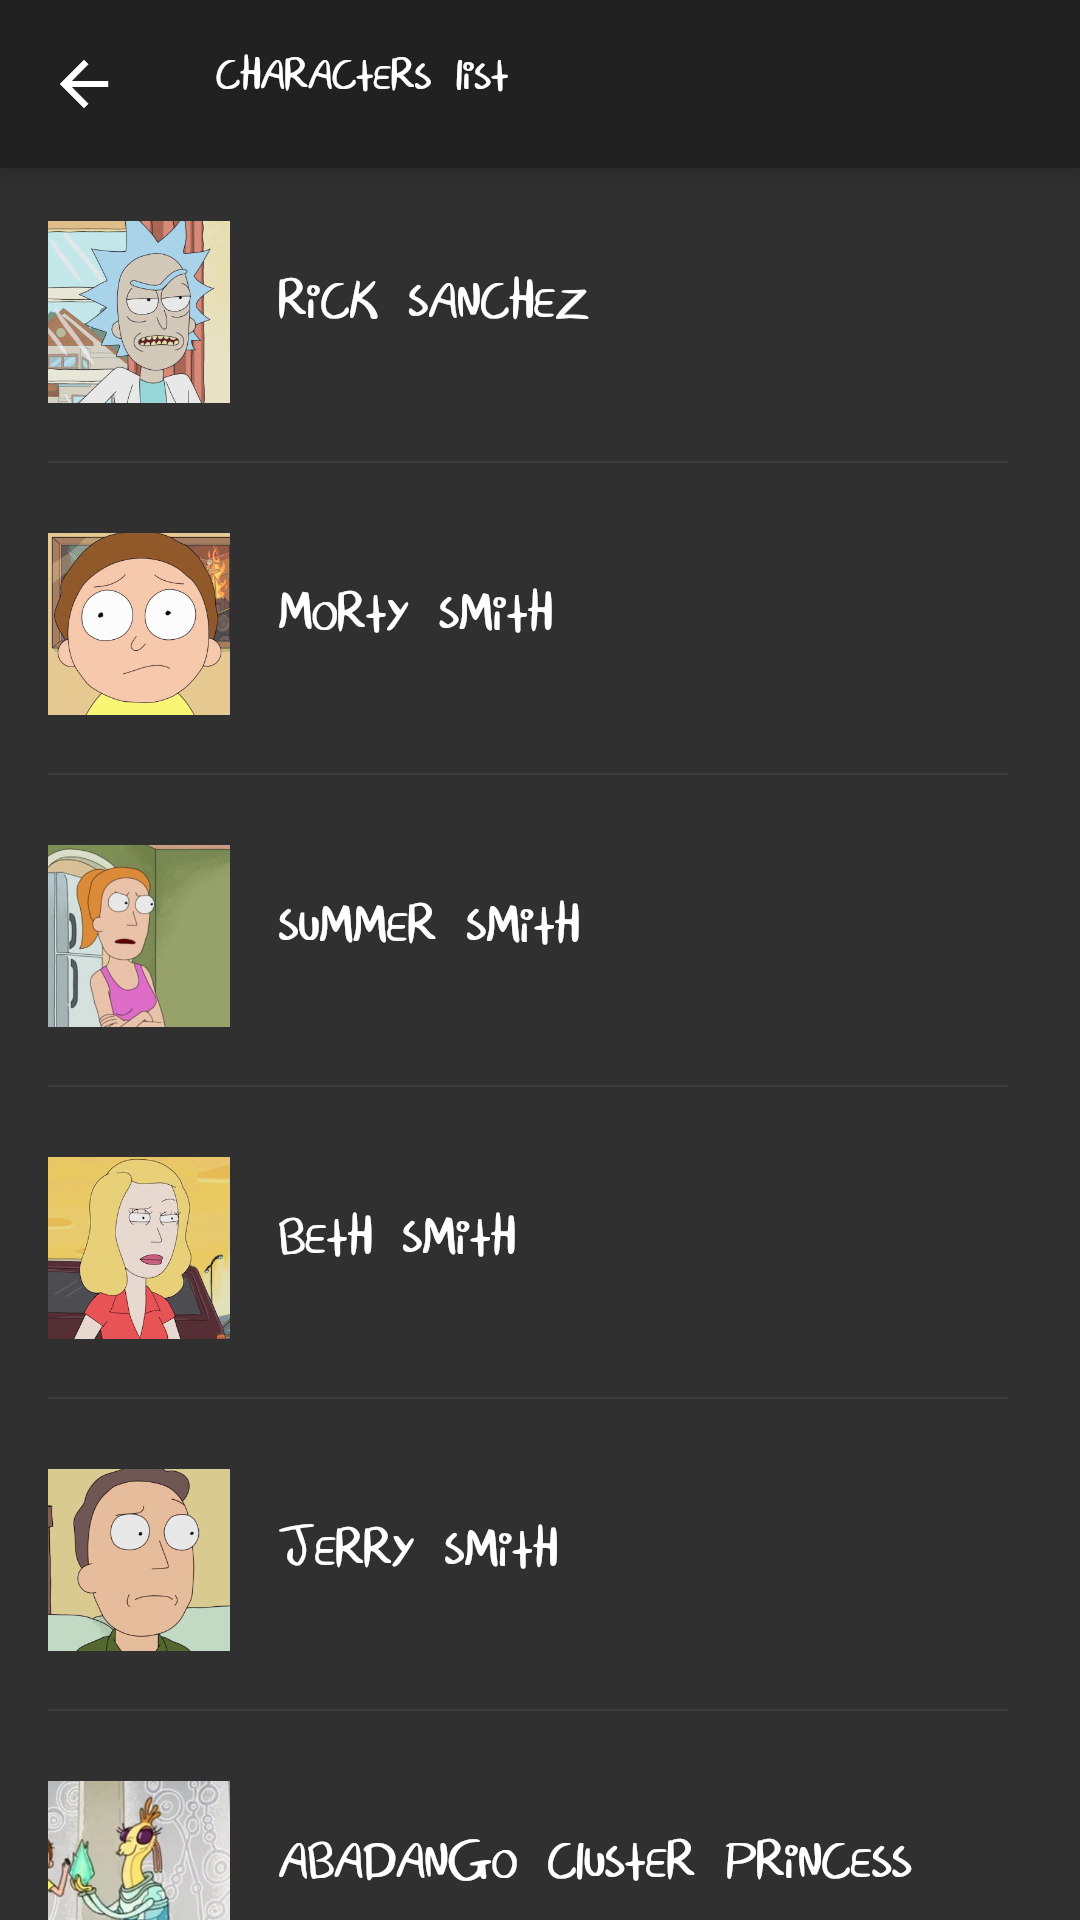 CHARACTERS list
RiCK SANCHEZ
MORTY SMitH
SuMMER SMitH
BEtH SMitH
JERRY SMitH
ABADANGO CluStER PRiNCESS